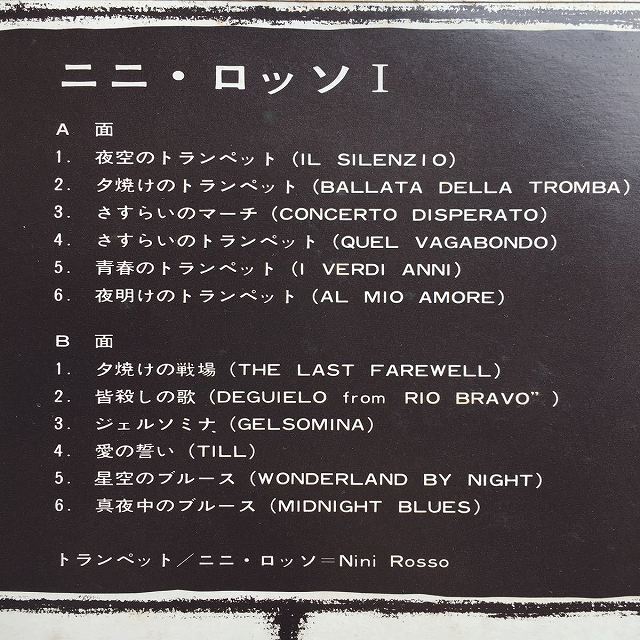 ニニ・ロッソ I
A 面
1. 夜空のトランペット (IL SILENZIO)
2. 夕焼けのトランペット (BALLATA DELLA TROMBA)
3. さすらいのマーチ (CONCERTO DISPERATO)
4. さすらいのトランペット (QUEL VAGABONDO)
5. 青春のトランペット (I VERDI ANNI)
6. 夜明けのトランペット (AL MIO AMORE)
B 面
1. 夕焼けの戦場 (THE LAST FAREWELL)
2. 皆殺しの歌 (DEGUIELO from RIO BRAVO” )
3. ジェルソミナ (GELSOMINA)
4. 愛の誓い (TILL)
5. 星空のブルース (WONDERLAND BY NIGHT)
6. 真夜中のブルース (MIDNIGHT BLUES)
トランペット／ニニ・ロッソ=Nini Rosso